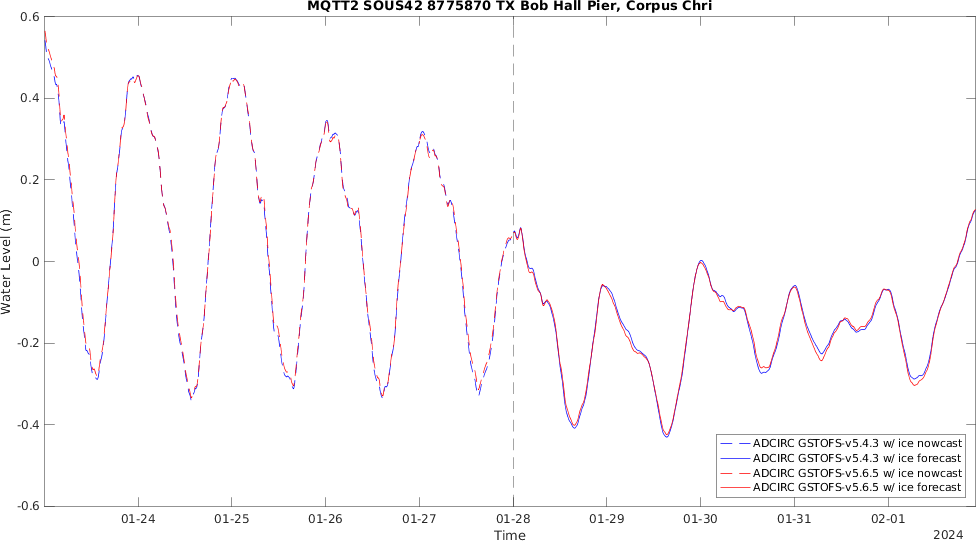 MQTT2 SOUS42 8775870 TX Bob Hall Pier, Corpus Chri
0.6
0.4
0.2
0
-0.2
-0.4
-0.6
Water Level (m)
ADCIRC GSTOFS-v5.4.3 w/ ice nowcast
ADCIRC GSTOFS-v5.4.3 w/ ice forecast
ADCIRC GSTOFS-v5.6.5 w/ ice nowcast
ADCIRC GSTOFS-v5.6.5 w/ ice forecast
01-24 01-25 01-26 01-27 01-28 01-29 01-30 01-31 02-01
Time
2024